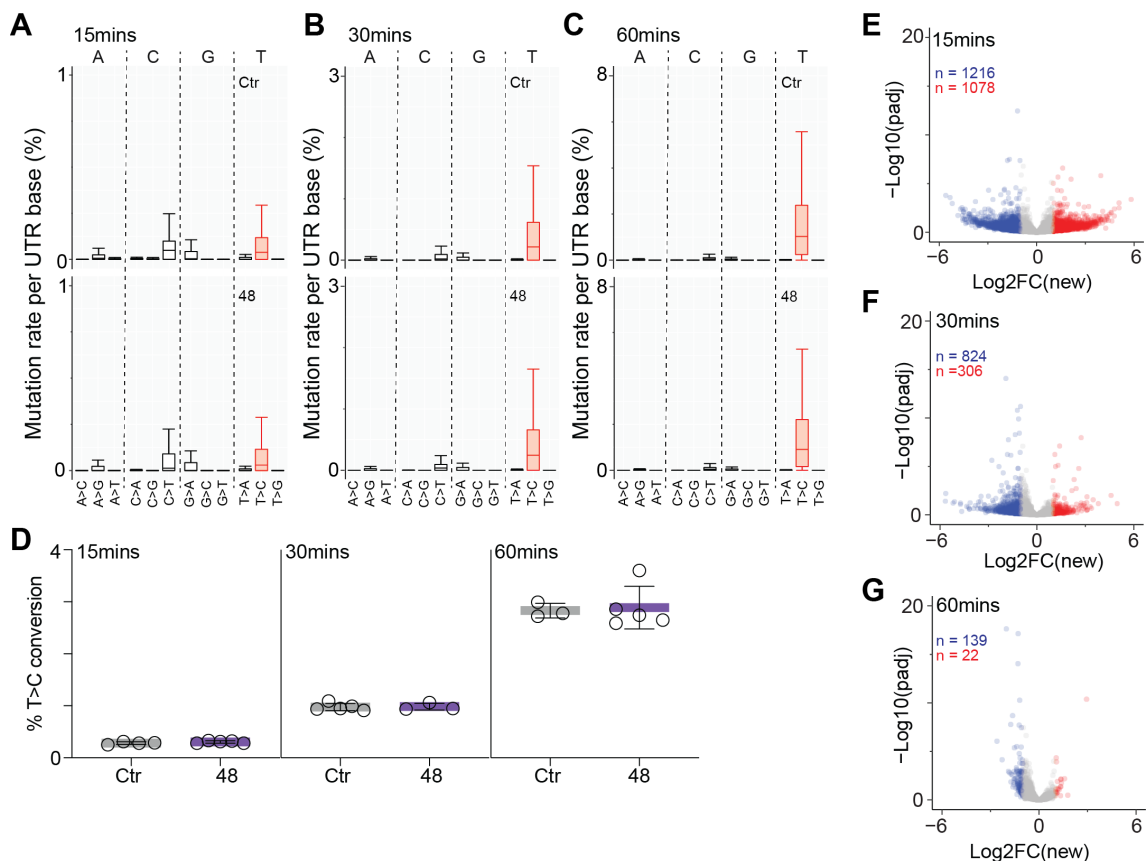 A
15mins
A
C
G
T
Ctr
1
0
Mutation rate per UTR base (%)
48
1
0
A>C
A>G
A>T
C>A
C>G
C>T
G>A
G>C
G>T
T>A
T>C
T>G
B
30mins
A
C
G
T
Ctr
3
0
Mutation rate per UTR base (%)
48
3
0
A>C
A>G
A>T
C>A
C>G
C>T
G>A
G>C
G>T
T>A
T>C
T>G
C
60mins
A
C
G
T
Ctr
8
0
Mutation rate per UTR base (%)
48
8
0
A>C
A>G
A>T
C>A
C>G
C>T
G>A
G>C
G>T
T>A
T>C
T>G
D
4
0
% T>C conversion
15mins
30mins
60mins
Ctr
48
Ctr
48
Ctr
48
E
20
15mins
n = 1216
n = 1078
−Log10(padj)
0
−6
0
6
Log2FC(new)
F
20
30mins
n = 824
n =306
−Log10(padj)
0
−6
0
6
Log2FC(new)
G
20
60mins
n = 139
n = 22
−Log10(padj)
0
−6
0
6
Log2FC(new)